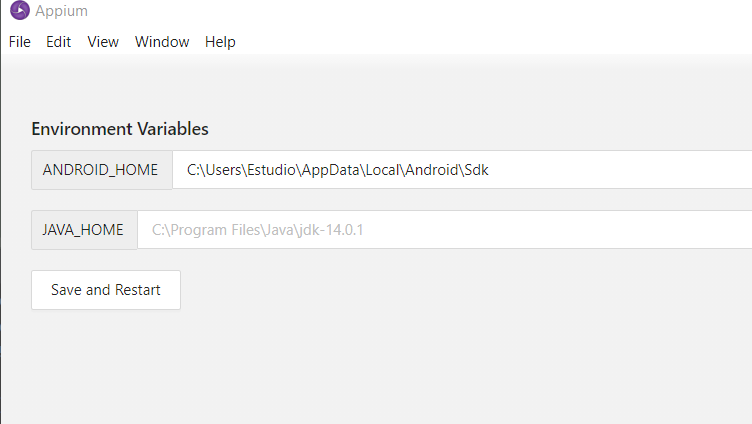 Appium
File Edit View Window Help
Environment Variables
ANDROID_HOME C:\Users\Estudio\AppData\Local\Android\Sdk
JAVA_HOME C:\Program Files\Java\jdk-14.0.1
Save and Restart